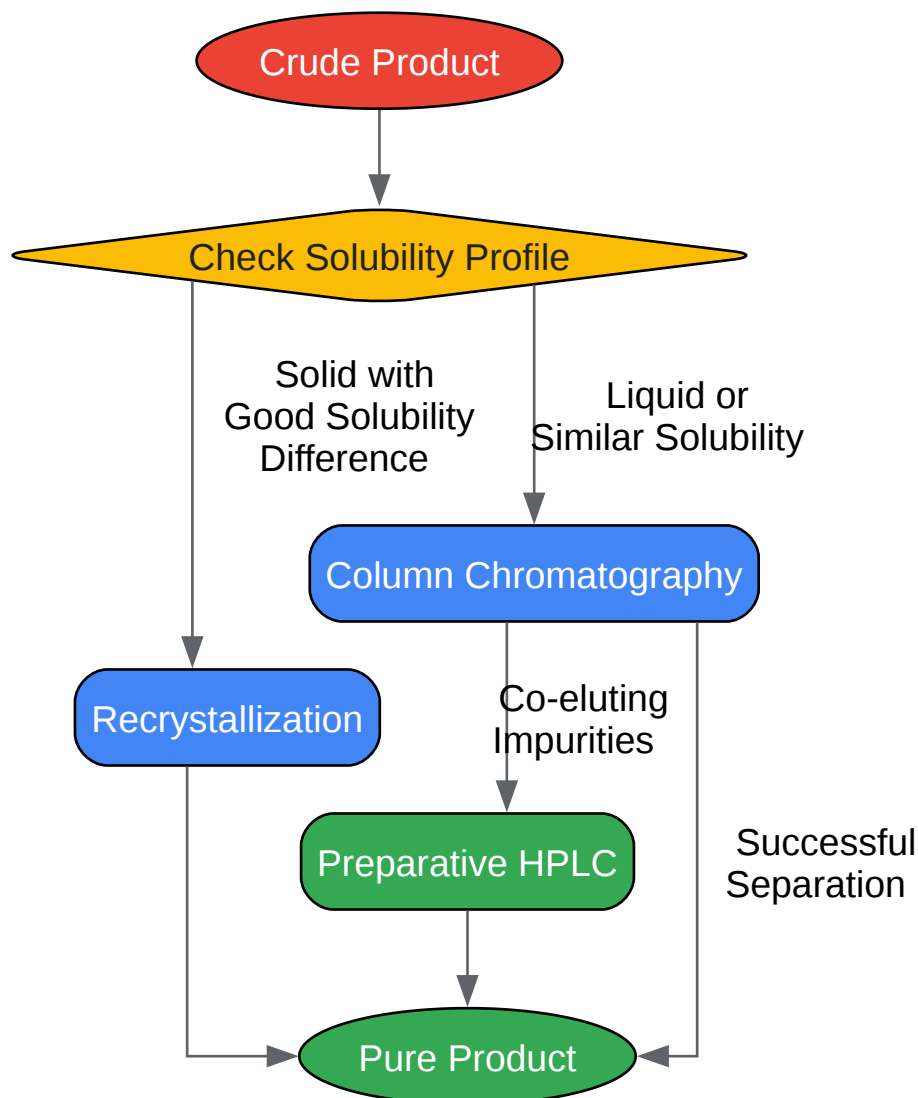 Crude Product
Check Solubility Profile
Solid with
Good Solubility
Difference
Liquid or
Similar Solubility
Column Chromatography
Recrystallization
Co-eluting
Impurities
Preparative HPLC
Successful
Separation
Pure Product